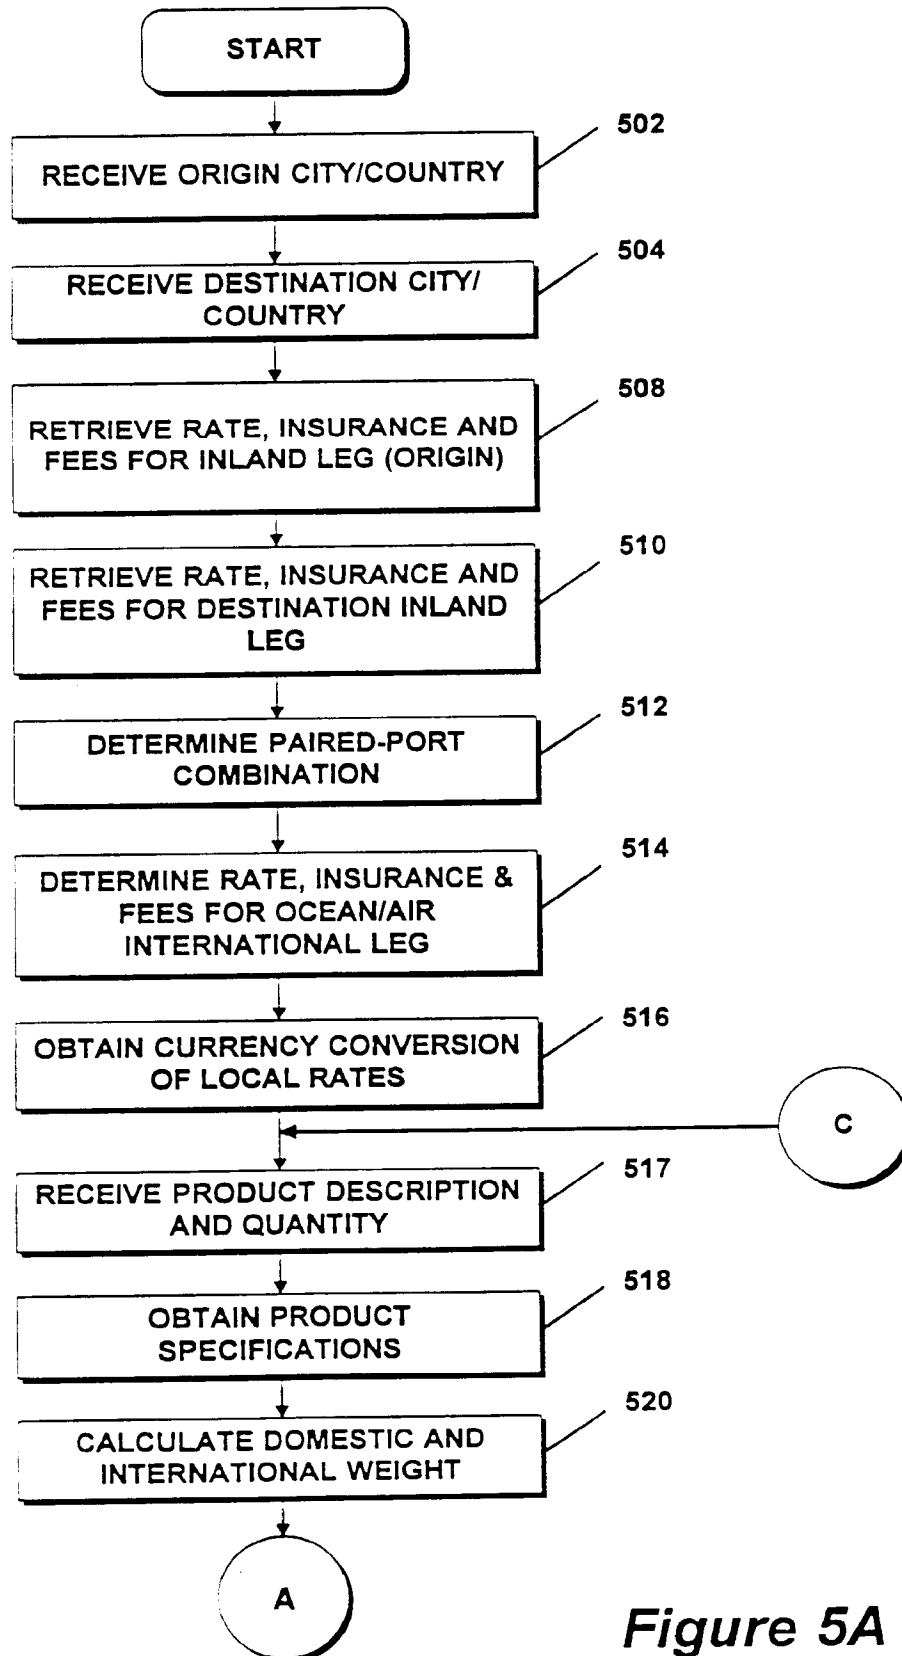 START
502
RECEIVE ORIGIN CITY/COUNTRY
504
RECEIVE DESTINATION CITY/
COUNTRY
508
RETRIEVE RATE, INSURANCE AND
FEES FOR INLAND LEG (ORIGIN)
510
RETRIEVE RATE, INSURANCE AND
FEES FOR DESTINATION INLAND
LEG
512
DETERMINE PAIRED-PORT
COMBINATION
514
DETERMINE RATE, INSURANCE &
FEES FOR OCEAN/AIR
INTERNATIONAL LEG
516
OBTAIN CURRENCY CONVERSION
OF LOCAL RATES
C
517
RECEIVE PRODUCT DESCRIPTION
AND QUANTITY
518
OBTAIN PRODUCT
SPECIFICATIONS
520
CALCULATE DOMESTIC AND
INTERNATIONAL WEIGHT
A
Figure 5A